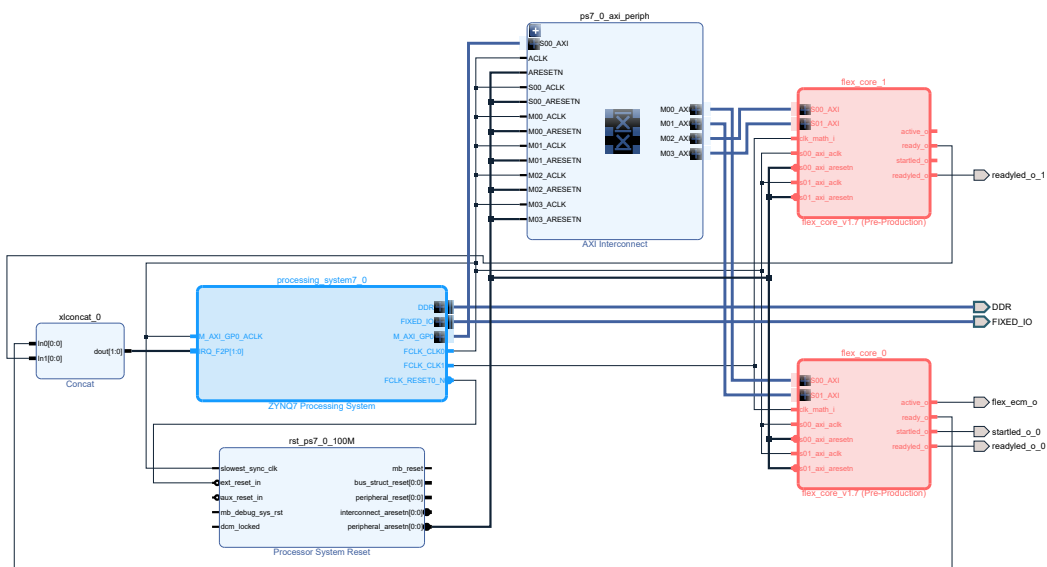 ps7_0_axi_periph
S00_AXI
ACLK
ARESETN
S00_ACLK
S00_ARESETN
M00_ACLK
M00_ARESETN
M01_ACLK
M01_ARESETN
M02_ACLK
M02_ARESETN
M03_ACLK
M03_ARESETN
M00_AXI
M01_AXI
M02_AXI
M03_AXI
AXI Interconnect
flex_core_1
S00_AXI
S01_AXI
clk_math_i
s00_axi_aclk
s00_axi_aresetn
s01_axi_aclk
s01_axi_aresetn
active_o
ready_o
startled_o
readyled_o
flex_core_v1.7 (Pre-Production)
readyled_o_1
processing_system7_0
M_AXI_GP0_ACLK
IRQ_F2P[1:0]
DDR
FIXED_IO
M_AXI_GP0
FCLK_CLK0
FCLK_CLK1
FCLK_RESET0_N
ZYNQ7 Processing System
DDR
FIXED_IO
xlconcat_0
In0[0:0]
In1[0:0]
dout[1:0]
Concat
flex_core_0
S00_AXI
S01_AXI
clk_math_i
s00_axi_aclk
s00_axi_aresetn
s01_axi_aclk
s01_axi_aresetn
active_o
ready_o
startled_o
readyled_o
flex_core_v1.7 (Pre-Production)
flex_ecm_o
startled_o_0
readyled_o_0
rst_ps7_0_100M
slowest_sync_clk
ext_reset_in
aux_reset_in
mb_debug_sys_rst
dcm_locked
mb_reset
bus_struct_reset[0:0]
peripheral_reset[0:0]
interconnect_aresetn[0:0]
peripheral_aresetn[0:0]
Processor System Reset